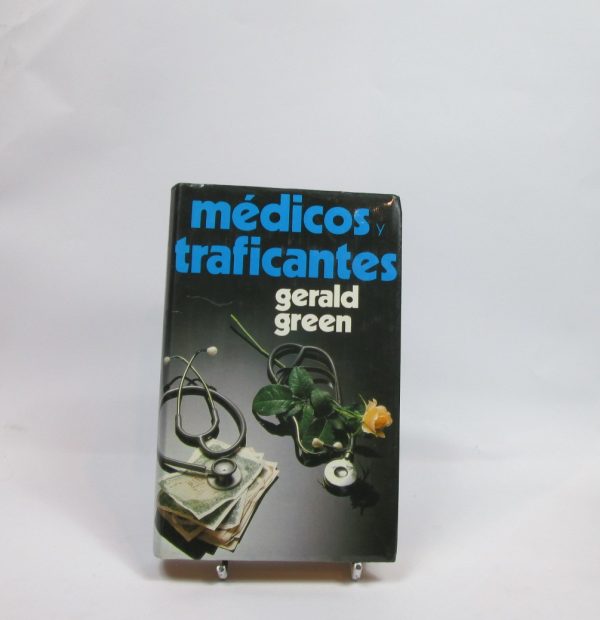 médicos y
traficantes
gerald
green